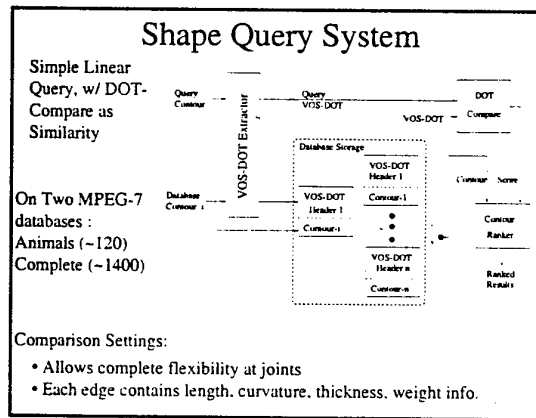 Shape Query System
Simple Linear
Query, w/ DOT-
Compare as
Similarity
Query
Contour
VOS-DOT Extractor
Query
VOS-DOT
DOT
Compare
VOS-DOT
Database Storage
VOS-DOT
Header 1
Contour-1
Contour
Score
On Two MPEG-7
databases :
Animals (~120)
Complete (~1400)
Database
Contour
VOS-DOT
Header
Contour-i
Contour
Ranker
VOS-DOT
Header n
Contour-n
Ranked
Results
Comparison Settings:
• Allows complete flexibility at joints
• Each edge contains length, curvature, thickness, weight info.